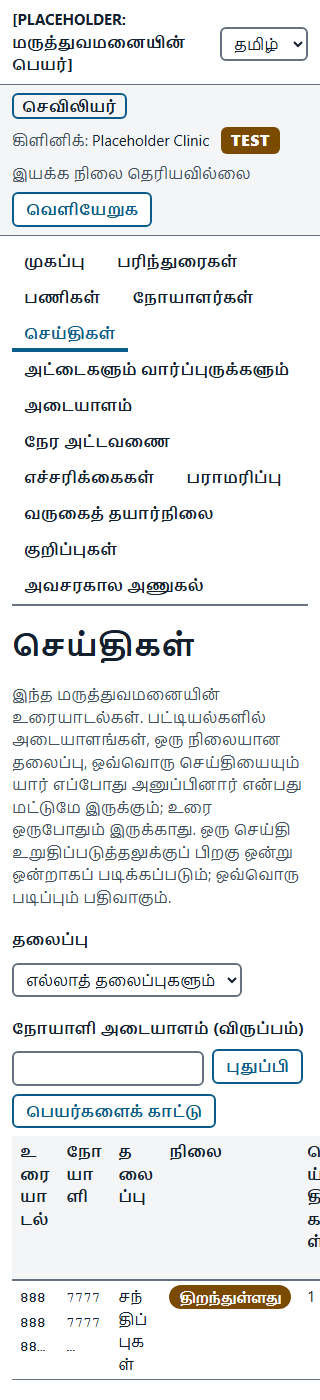 [PLACEHOLDER:
மருத்துவமனையின்
பெயர்]
தமிழ்
செவிலியர்
கிளினிக்: Placeholder Clinic TEST
இயக்க நிலை தெரியவில்லை
வெளியேறுக
முகப்பு பரிந்துரைகள்
பணிகள் நோயாளர்கள்
செய்திகள்
அட்டைகளும் வார்ப்புருக்களும்
அடையாளம்
நேர அட்டவணை
எச்சரிக்கைகள் பராமரிப்பு
வருகைத் தயார்நிலை
குறிப்புகள்
அவசரகால அணுகல்
செய்திகள்
இந்த மருத்துவமனையின்
உரையாடல்கள். பட்டியல்களில்
அடையாளங்கள், ஒரு நிலையான
தலைப்பு, ஒவ்வொரு செய்தியையும்
யார் எப்போது அனுப்பினார் என்பது
மட்டுமே இருக்கும்; உரை
ஒருபோதும் இருக்காது. ஒரு செய்தி
உறுதிப்படுத்தலுக்குப் பிறகு ஒன்று
ஒன்றாகப் படிக்கப்படும்; ஒவ்வொரு
படிப்பும் பதிவாகும்.
தலைப்பு
எல்லாத் தலைப்புகளும்
நோயாளி அடையாளம் (விருப்பம்)
புதுப்பி
பெயர்களைக் காட்டு
உ நோ த நிலை
ரை யா லை
யா ளி ப்பு
டல்
888 7777 சந் திறந்துள்ளது 1
888 7777 திப்
88... ... புக
ள்